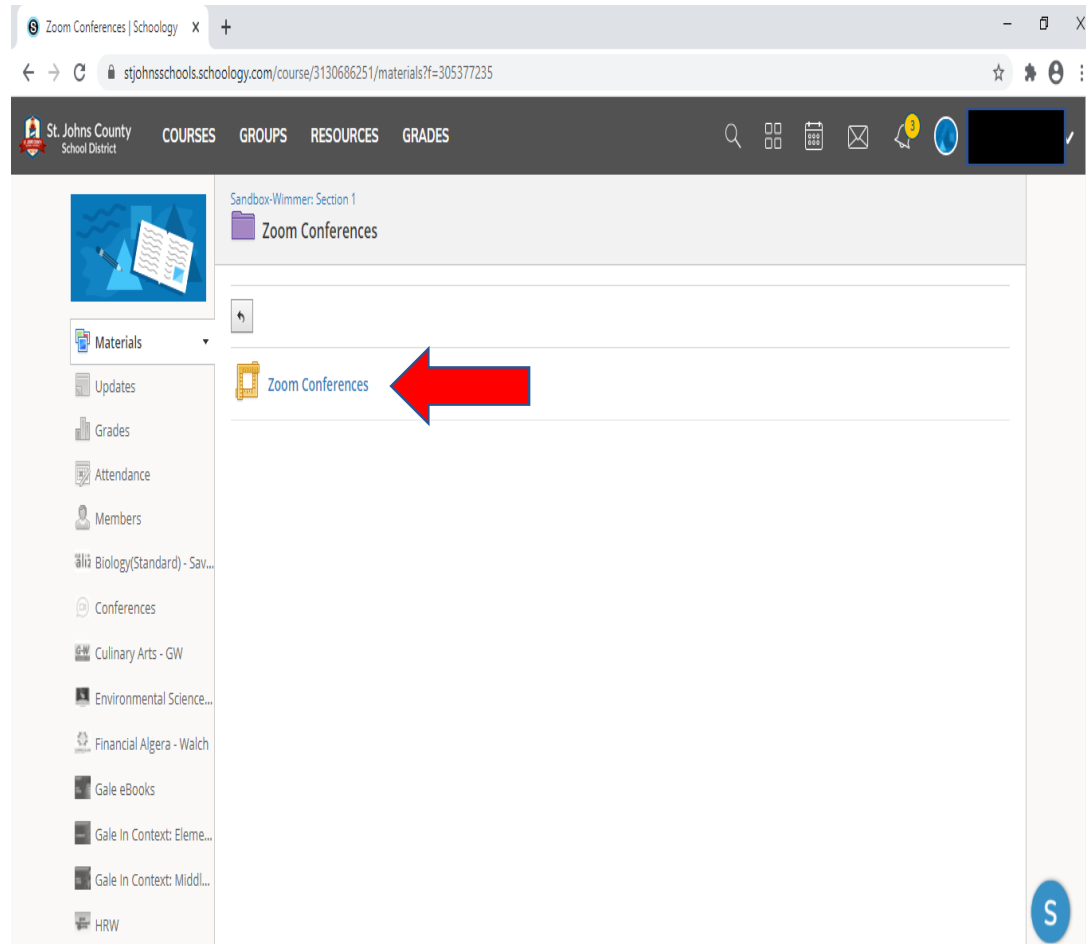 Zoom Conferences | Schoology
stjohnsschools.schoology.com/course/3130686251/materials?f=305377235
St. Johns County
School District
COURSES GROUPS RESOURCES GRADES
3
Sandbox-Wimmer: Section 1
Zoom Conferences
Materials
Zoom Conferences
Updates
Grades
Attendance
Members
Biology(Standard) - Sav...
Conferences
Culinary Arts - GW
Environmental Science...
Financial Algera - Walch
Gale eBooks
Gale In Context: Eleme...
Gale In Context: Middl...
HRW
S